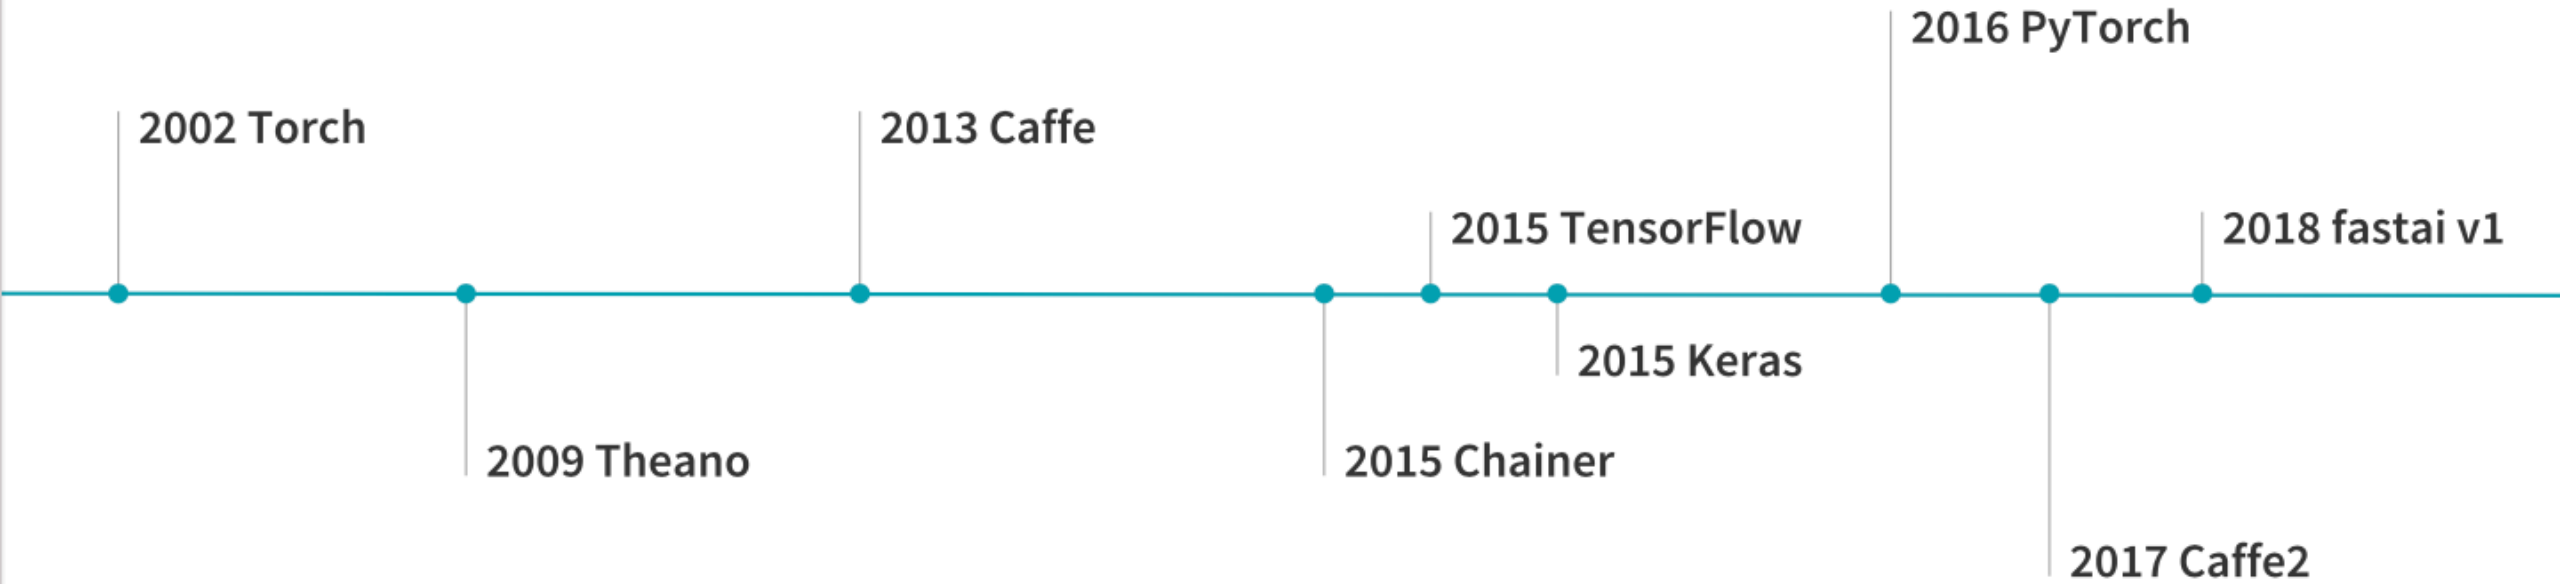 2002 Torch
2009 Theano
2013 Caffe
2015 Chainer
2015 TensorFlow
2015 Keras
2016 PyTorch
2017 Caffe2
2018 fastai v1